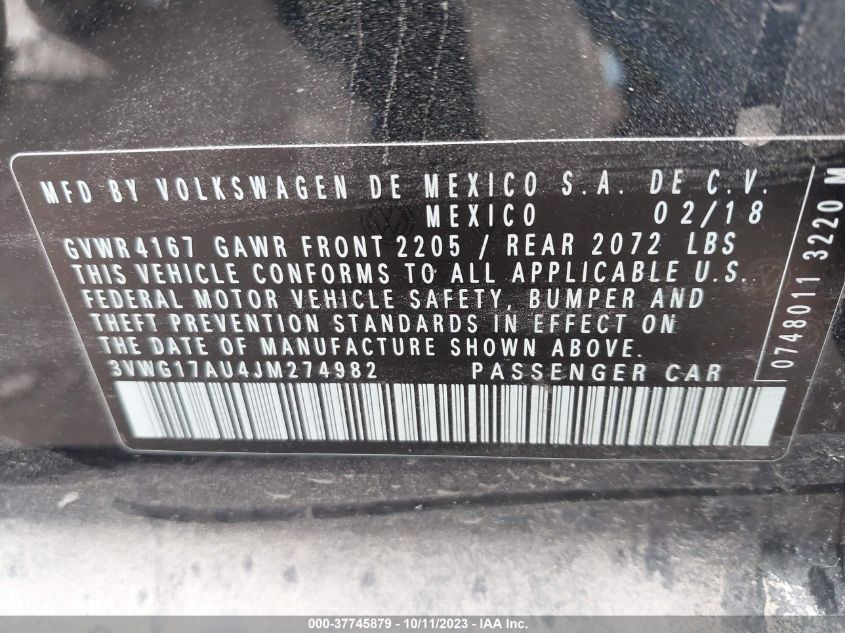 MFD BY VOLKSWAGEN DE MEXICO S.A. DE C.V.
MEXICO 02/18
GVWR4167 GAWR FRONT 2205 / REAR 2072 LBS
THIS VEHICLE CONFORMS TO ALL APPLICABLE U.S.
FEDERAL MOTOR VEHICLE SAFETY, BUMPER AND
THEFT PREVENTION STANDARDS IN EFFECT ON
THE DATE OF MANUFACTURE SHOWN ABOVE.
3VWG17AU4JM274982 PASSENGER CAR
0748011 3220 M
000-37745879 - 10/11/2023 - IAA Inc.